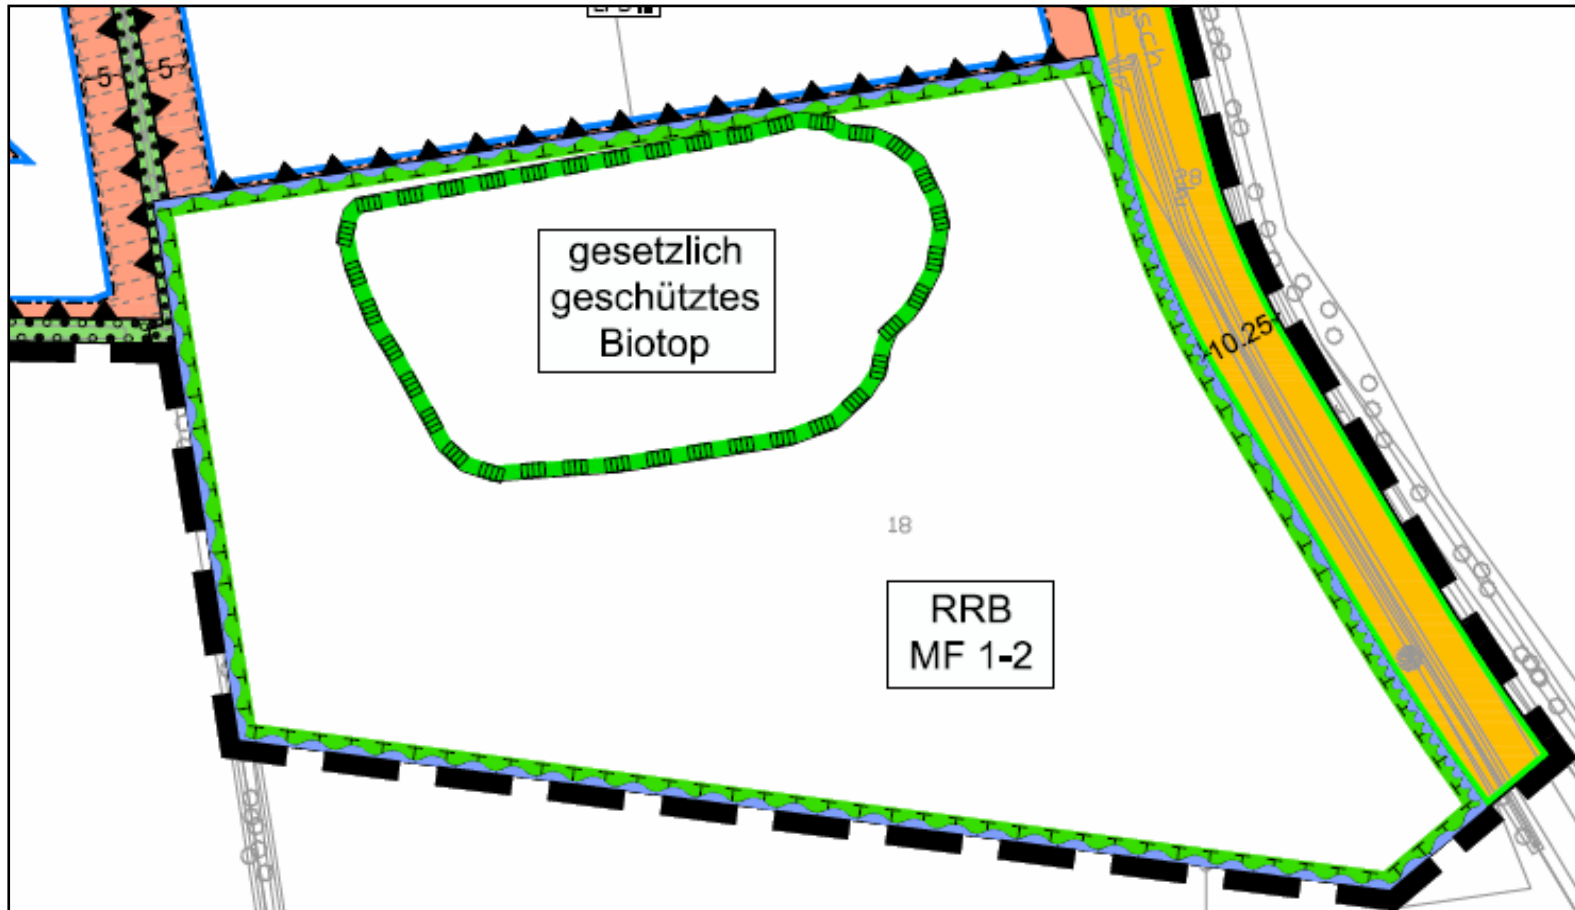 5
5
gesetzlich
geschütztes
Biotop
10.25
18
RRB
MF 1-2